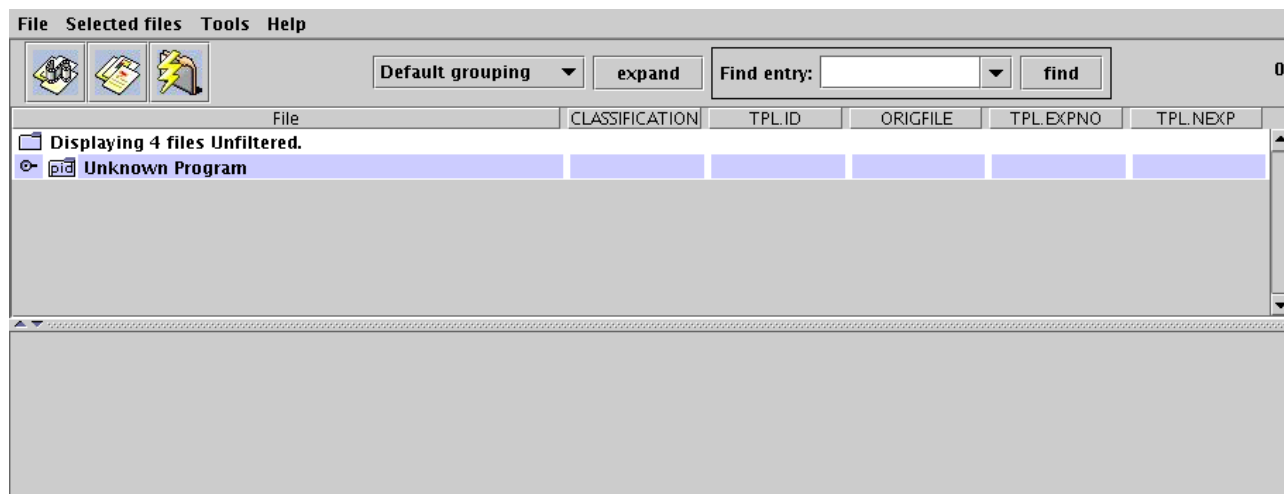 File Selected files Tools Help
Default grouping expand Find entry: find 0
File CLASSIFICATION TPL.ID ORIGFILE TPL.EXPNO TPL.NEXP
Displaying 4 files Unfiltered.
pid Unknown Program